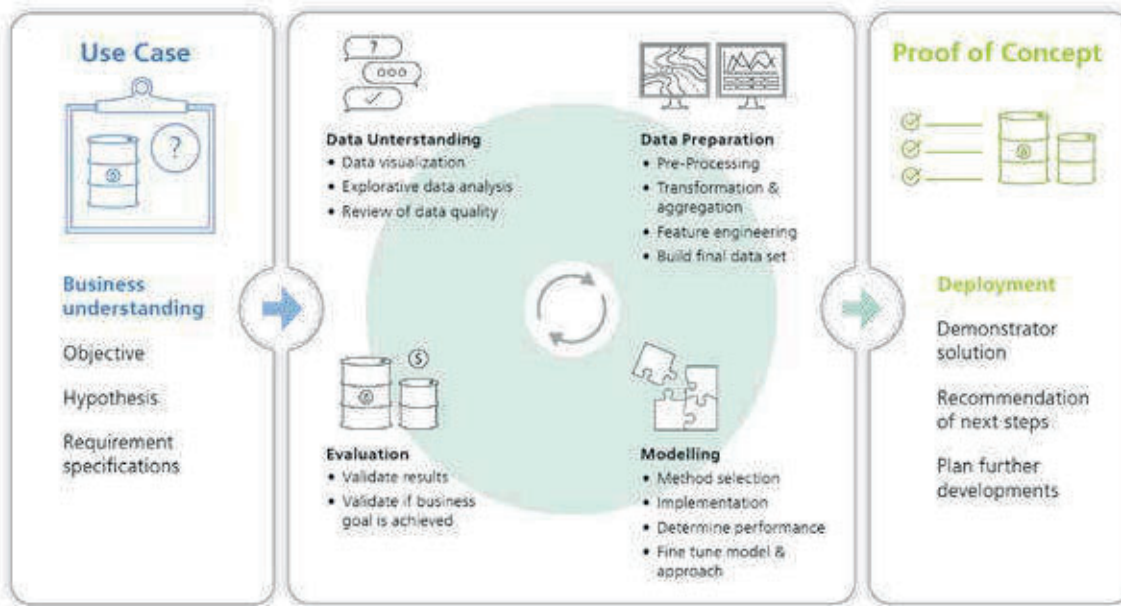 Use Case
?
Business
understanding
Objective
Hypothesis
Requirement
specifications
?
Data Unterstanding
• Data visualization
• Explorative data analysis
• Review of data quality
Data Preparation
• Pre-Processing
• Transformation &
aggregation
• Feature engineering
• Build final data set
$
Evaluation
• Validate results
• Validate if business
goal is achieved
Modelling
• Method selection
• Implementation
• Determine performance
• Fine tune model &
approach
Proof of Concept
Deployment
Demonstrator
solution
Recommendation
of next steps
Plan further
developments